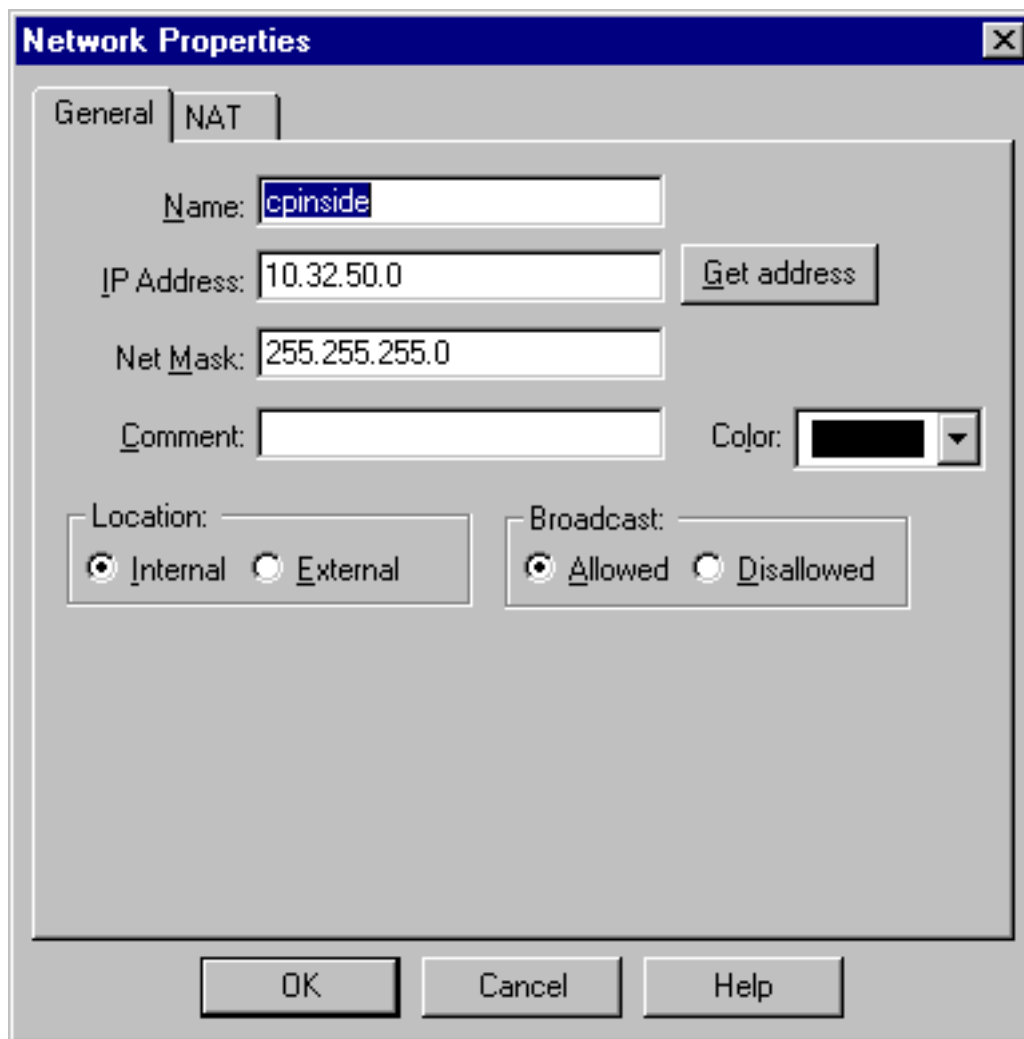 Network Properties
General NAT
Name: cpinside
IP Address: 10.32.50.0 Get address
Net Mask: 255.255.255.0
Comment: Color:
Location: Broadcast:
Internal External Allowed Disallowed
OK Cancel Help